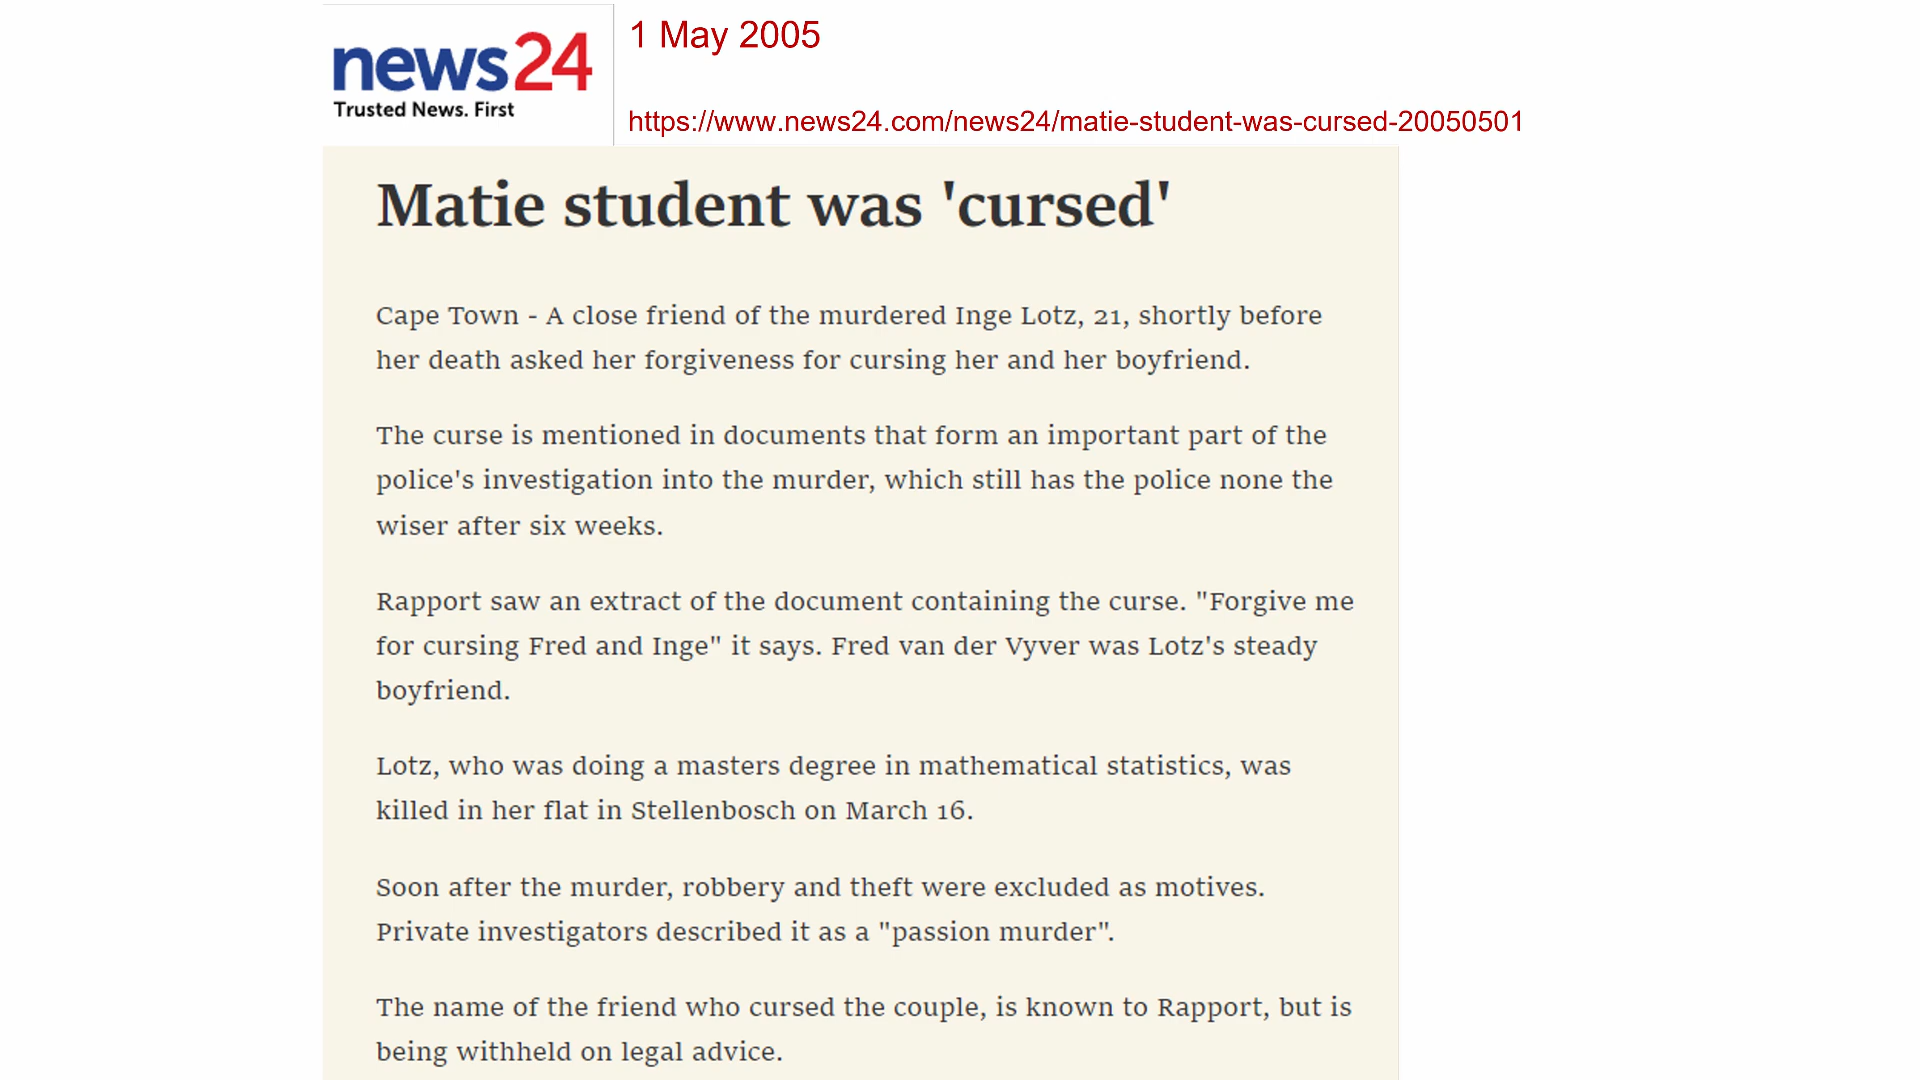 news24
Trusted News. First
1 May 2005
https://www.news24.com/news24/matie-student-was-cursed-20050501
Matie student was 'cursed'
Cape Town - A close friend of the murdered Inge Lotz, 21, shortly before
her death asked her forgiveness for cursing her and her boyfriend.
The curse is mentioned in documents that form an important part of the
police's investigation into the murder, which still has the police none the
wiser after six weeks.
Rapport saw an extract of the document containing the curse. "Forgive me
for cursing Fred and Inge" it says. Fred van der Vyver was Lotz's steady
boyfriend.
Lotz, who was doing a masters degree in mathematical statistics, was
killed in her flat in Stellenbosch on March 16.
Soon after the murder, robbery and theft were excluded as motives.
Private investigators described it as a "passion murder".
The name of the friend who cursed the couple, is known to Rapport, but is
being withheld on legal advice.